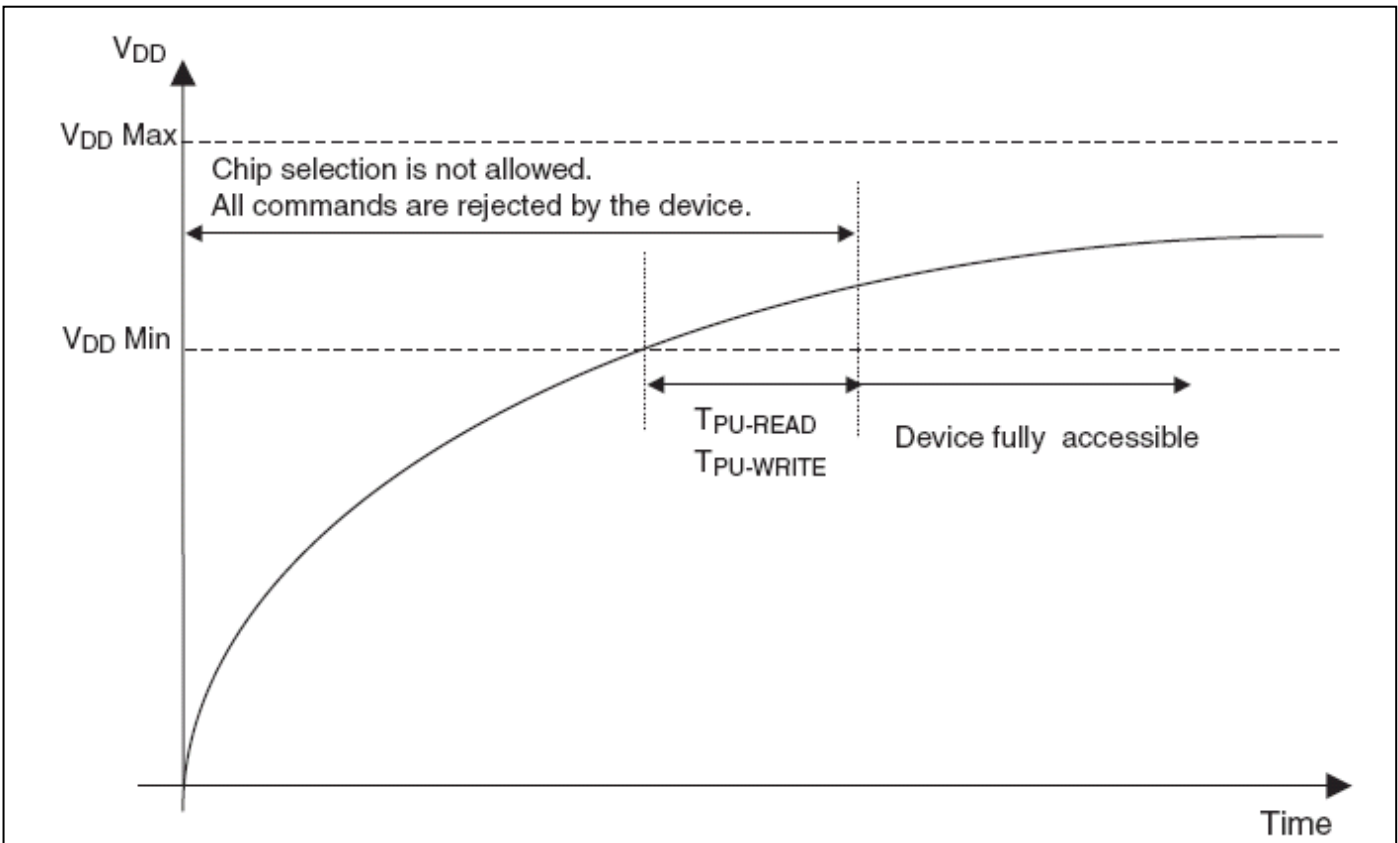 VDD
VDD Max
Chip selection is not allowed.
All commands are rejected by the device.
VDD Min
TPU-READ
TPU-WRITE
Device fully accessible
Time